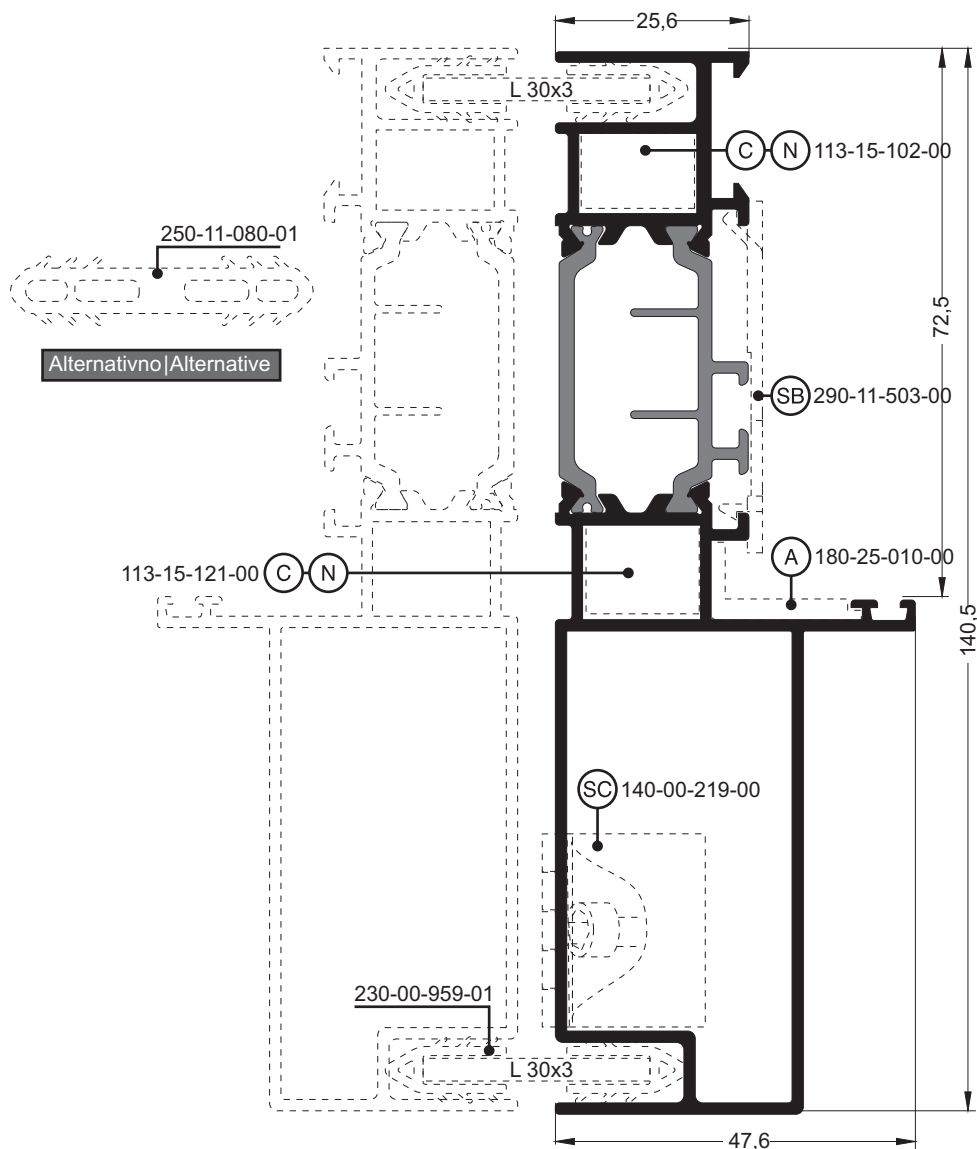 25,6
L 30x3
C N 113-15-102-00
250-11-080-01
72,5
Alternativno|Alternative
SB 290-11-503-00
A 180-25-010-00
113-15-121-00 C N
140,5
SC 140-00-219-00
230-00-959-01
L 30x3
47,6